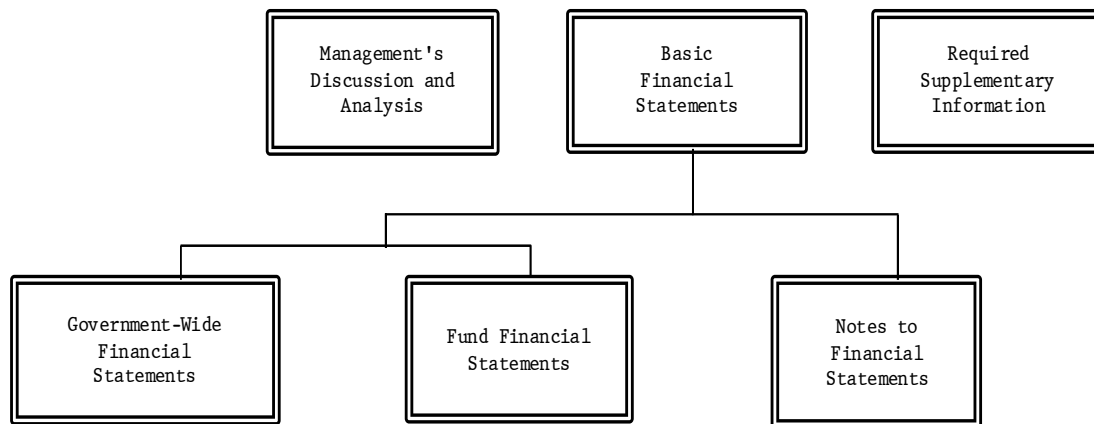 Management's
Discussion and
Analysis
Basic
Financial
Statements
Required
Supplementary
Information
Government-Wide
Financial
Statements
Fund Financial
Statements
Notes to
Financial
Statements